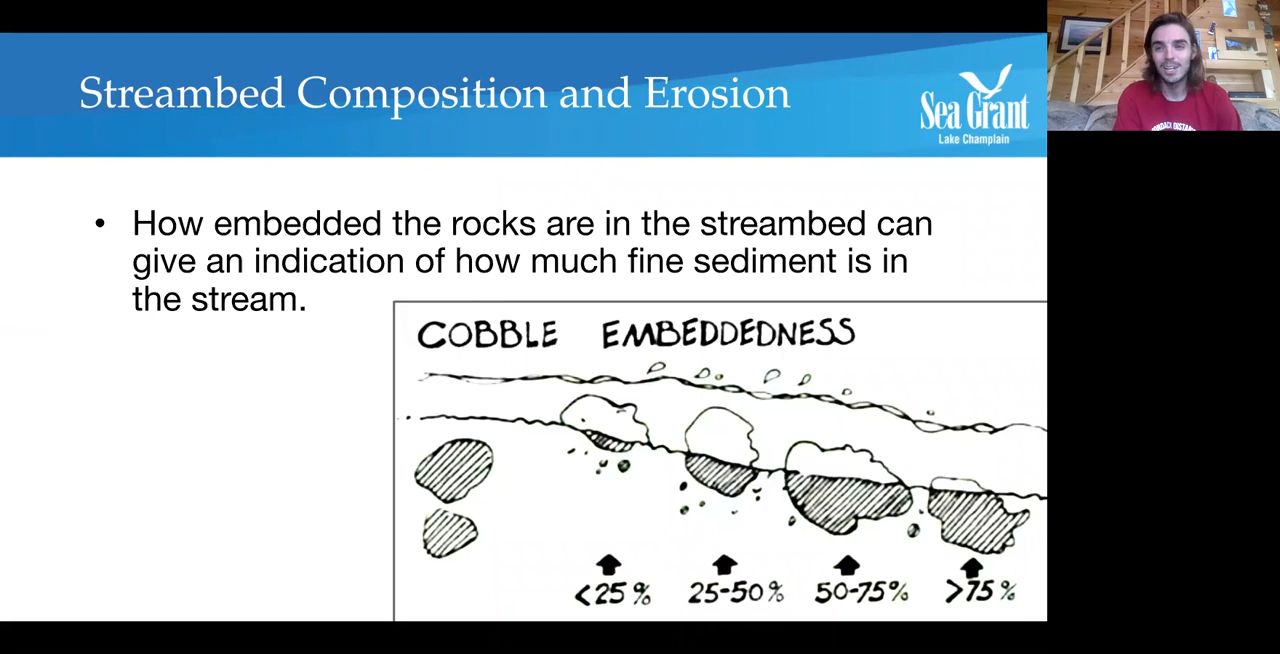 Streambed Composition and Erosion
Sea Grant
Lake Champlain
• How embedded the rocks are in the streambed can
give an indication of how much fine sediment is in
the stream.
COBBLE EMBEDDEDNESS
<25% 25-50% 50-75% >75%